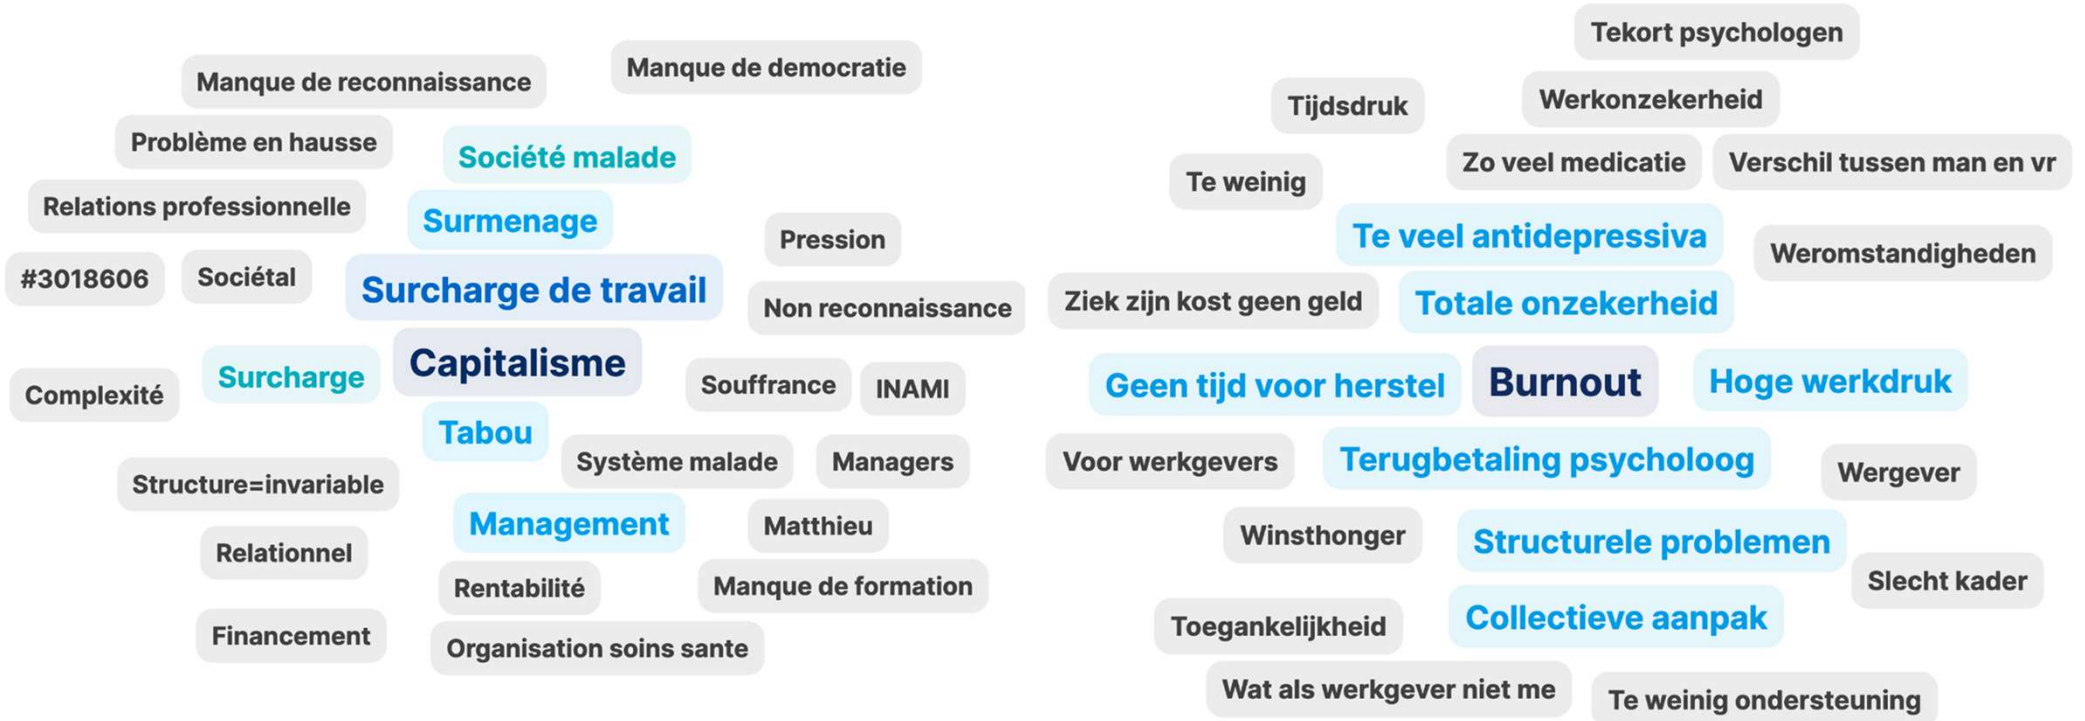 Manque de reconnaissance
Manque de democratie
Problème en hausse
Société malade
Relations professionnelle
Surmenage
Pression
#3018606
Sociétal
Surcharge de travail
Non reconnaissance
Complexité
Surcharge
Capitalisme
Souffrance
INAMI
Tabou
Système malade
Managers
Structure=invariable
Management
Matthieu
Relationnel
Rentabilité
Manque de formation
Financement
Organisation soins sante
Tekort psychologen
Tijdsdruk
Werkonzekerheid
Te weinig
Zo veel medicatie
Verschil tussen man en vr
Te veel antidepressiva
Weromstandigheden
Ziek zijn kost geen geld
Totale onzekerheid
Geen tijd voor herstel
Burnout
Hoge werkdruk
Voor werkgevers
Terugbetaling psycholoog
Wergever
Winsthonger
Structurele problemen
Slecht kader
Toegankelijkheid
Collectieve aanpak
Wat als werkgever niet me
Te weinig ondersteuning